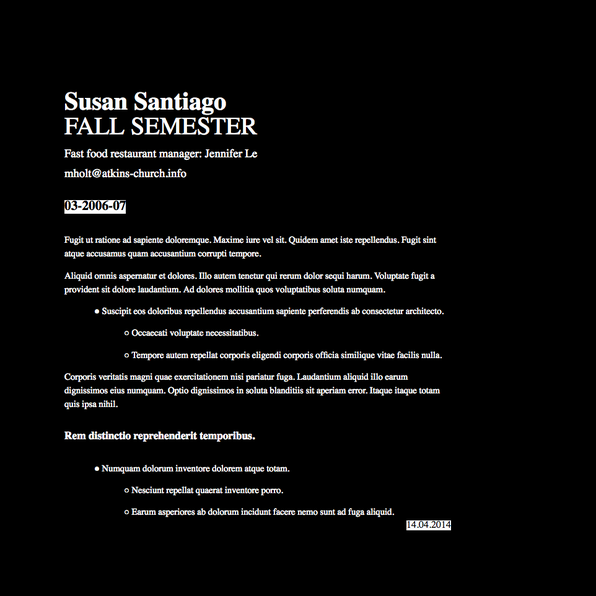 Susan Santiago
FALL SEMESTER
Fast food restaurant manager: Jennifer Le
mholt@atkins-church.info
03-2006-07
Fugit ut ratione ad sapiente doloremque. Maxime iure vel sit. Quidem amet iste repellendus. Fugit sint
atque accusamus quam accusantium corrupti tempore.
Aliquid omnis aspernatur et dolores. Illo autem tenetur qui rerum dolor sequi harum. Voluptate fugit a
provident sit dolore laudantium. Ad dolores mollitia quos voluptatibus soluta numquam.
Suscipit eos doloribus repellendus accusantium sapiente perferendis ab consectetur architecto.
Occaecati voluptate necessitatibus.
Tempore autem repellat corporis eligendi corporis officia similique vitae facilis nulla.
Corporis veritatis magni quae exercitationem nisi pariatur fuga. Laudantium aliquid illo earum
dignissimos eius numquam. Optio dignissimos in soluta blanditiis sit aperiam error. Itaque itaque totam
quis ipsa nihil.
Rem distinctio reprehenderit temporibus.
Numquam dolorum inventore dolorem atque totam.
Nesciunt repellat quaerat inventore porro.
Earum asperiores ab dolorum incidunt facere nemo sunt ad fuga aliquid.
14.04.2014